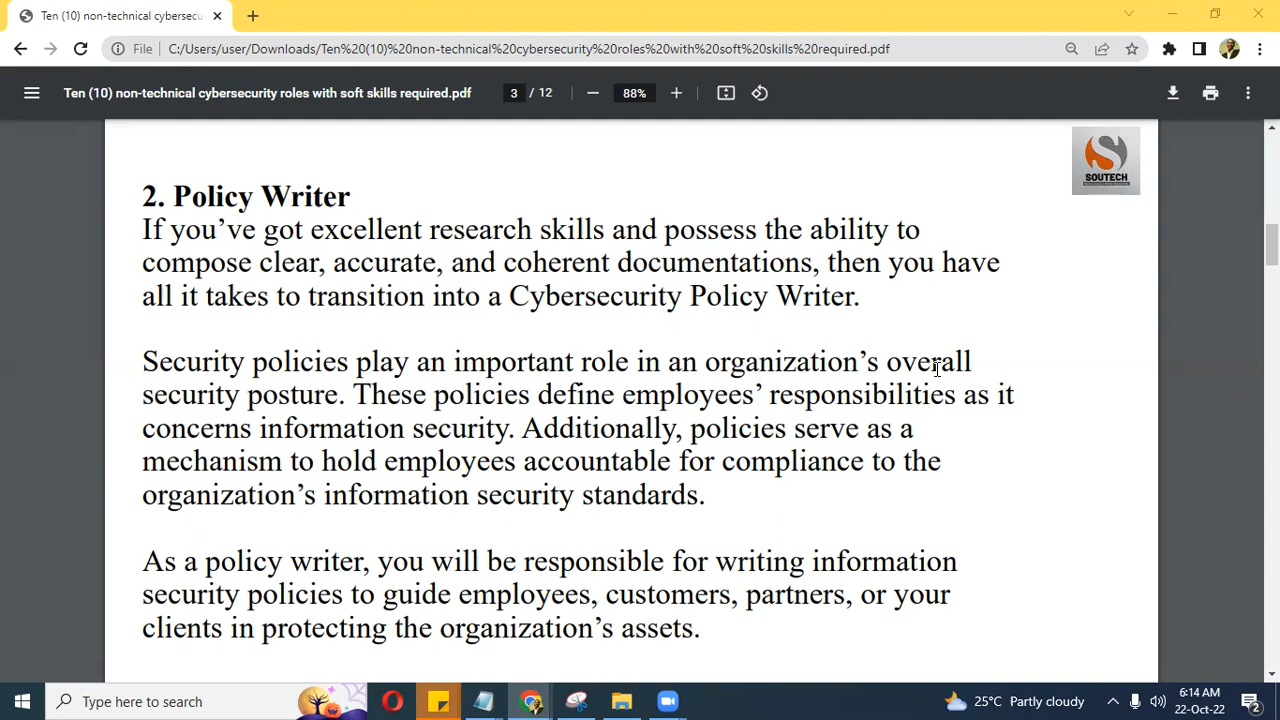 Ten (10) non-technical cybersecu
File
C:/Users/user/Downloads/Ten%20(10)%20non-technical%20cybersecurity%20roles%20with%20soft%20skills%20required.pdf
Ten (10) non-technical cybersecurity roles with soft skills required.pdf
3 / 12
88%
SOUTECH
2. Policy Writer
If you’ve got excellent research skills and possess the ability to
compose clear, accurate, and coherent documentations, then you have
all it takes to transition into a Cybersecurity Policy Writer.
Security policies play an important role in an organization’s overall
security posture. These policies define employees’ responsibilities as it
concerns information security. Additionally, policies serve as a
mechanism to hold employees accountable for compliance to the
organization’s information security standards.
As a policy writer, you will be responsible for writing information
security policies to guide employees, customers, partners, or your
clients in protecting the organization’s assets.
Type here to search
25°C Partly cloudy
6:14 AM
22-Oct-22
2